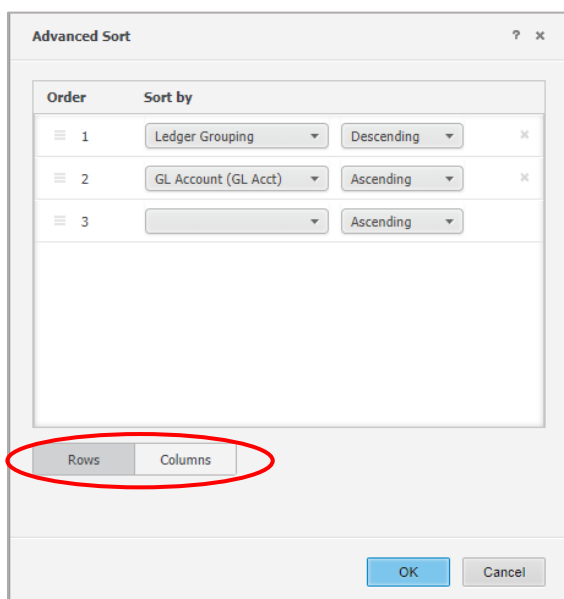 Advanced Sort ? x
Order Sort by
1 Ledger Grouping Descending
2 GL Account (GL Acct) Ascending
3 Ascending
Rows Columns
OK Cancel